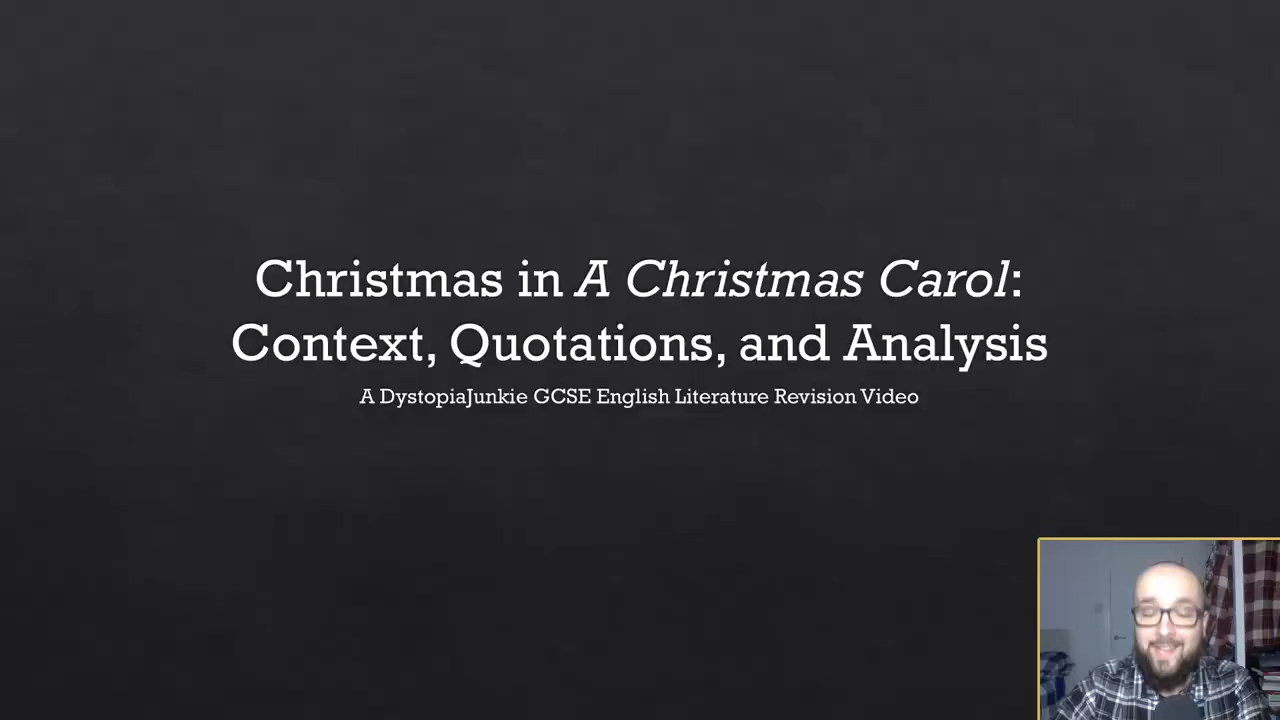 Christmas in A Christmas Carol:
Context, Quotations, and Analysis
A DystopiaJunkie GCSE English Literature Revision Video